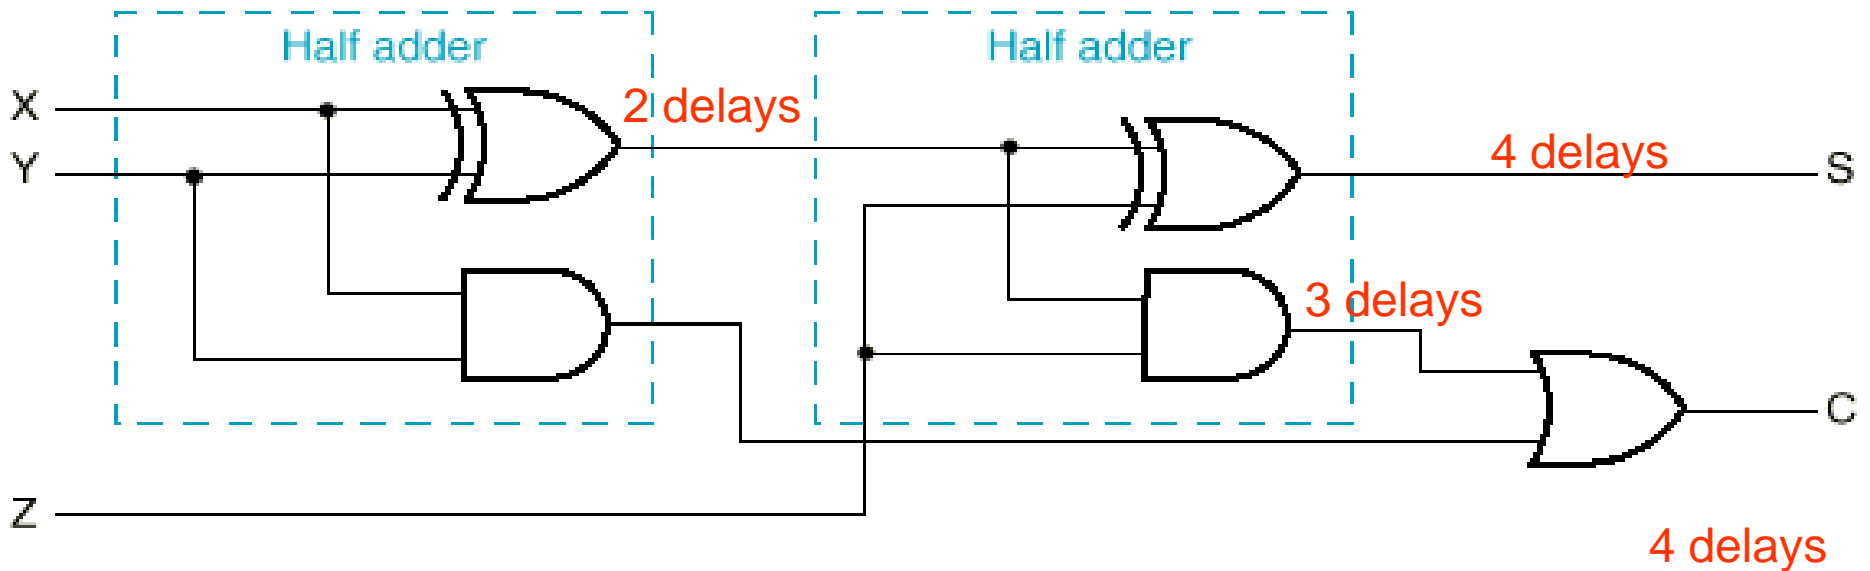 Half adder
Half adder
X
2 delays
Y
4 delays
S
3 delays
C
Z
4 delays